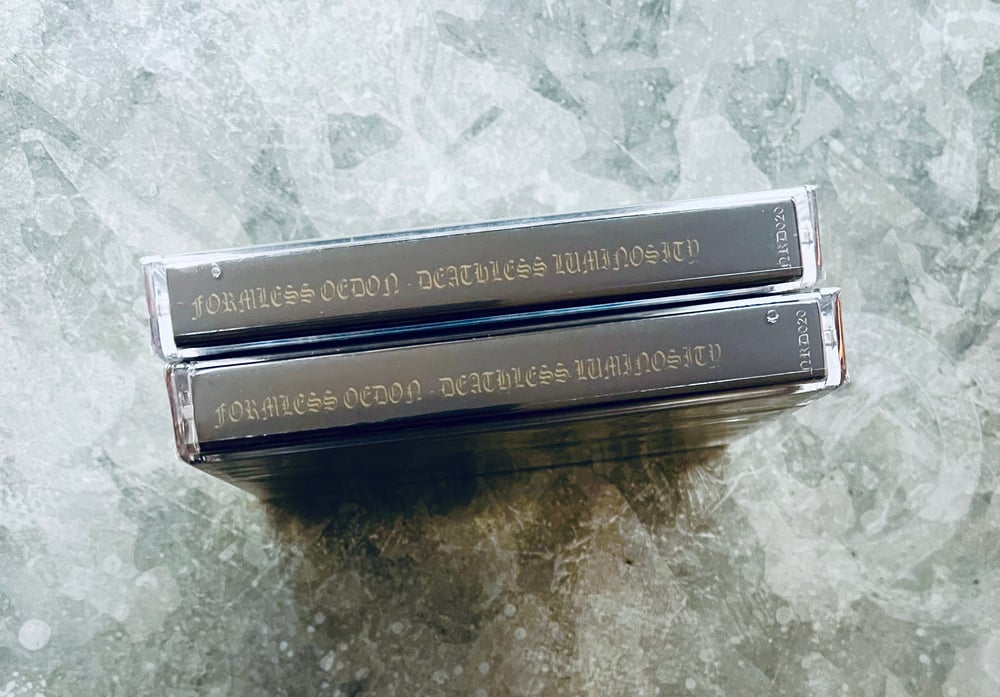 FORMLESS OEDON - DEATHLESS LUMINOSITY
NRD020
FORMLESS OEDON - DEATHLESS LUMINOSITY
NRD020